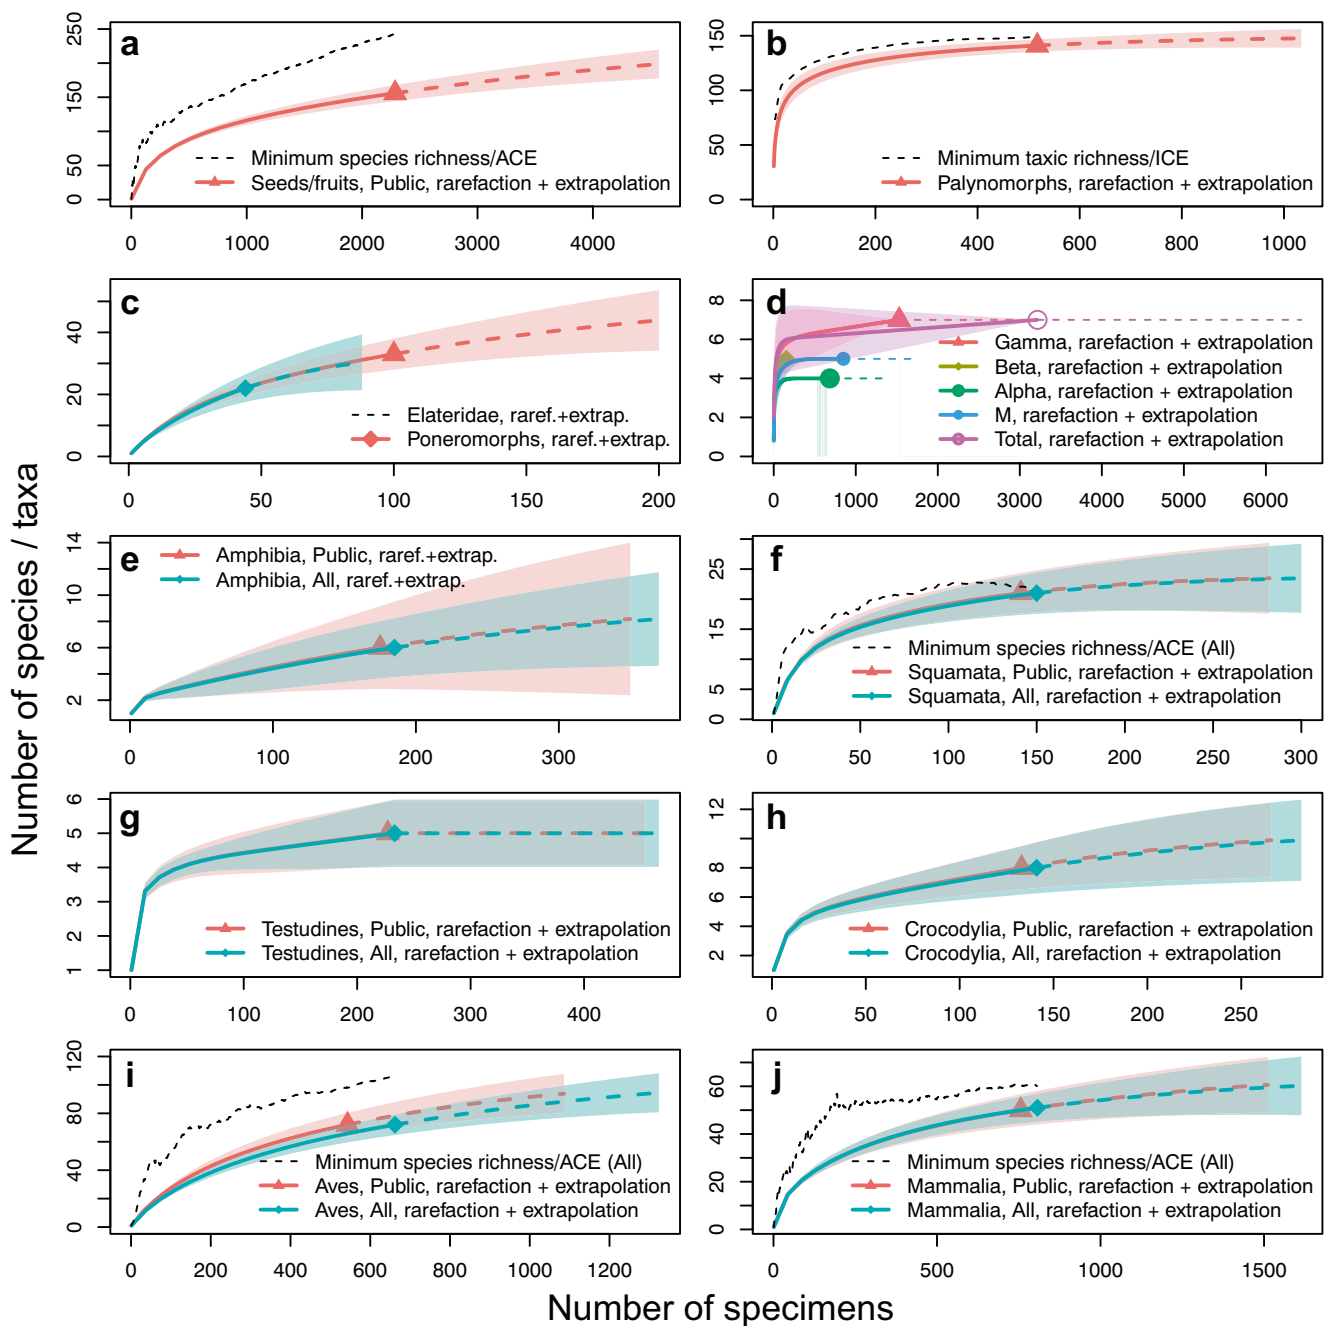 a
250
150
50
0
Minimum species richness/ACE
Seeds/fruits, Public, rarefaction + extrapolation
0 1000 2000 3000 4000
b
150
100
50
0
Minimum taxic richness/ICE
Palynomorphs, rarefaction + extrapolation
0 200 400 600 800 1000
c
40
20
0
Elateridae, raref.+extrap.
Poneromorphs, raref.+extrap.
0 50 100 150 200
d
8
6
4
2
0
Gamma, rarefaction + extrapolation
Beta, rarefaction + extrapolation
Alpha, rarefaction + extrapolation
M, rarefaction + extrapolation
Total, rarefaction + extrapolation
0 1000 2000 3000 4000 5000 6000
e
14
10
6
2
Amphibia, Public, raref.+extrap.
Amphibia, All, raref.+extrap.
0 100 200 300
f
25
15
5
0
Minimum species richness/ACE (All)
Squamata, Public, rarefaction + extrapolation
Squamata, All, rarefaction + extrapolation
0 50 100 150 200 250 300
g
6
5
4
3
2
1
Testudines, Public, rarefaction + extrapolation
Testudines, All, rarefaction + extrapolation
0 100 200 300 400
h
12
8
6
4
2
Crocodylia, Public, rarefaction + extrapolation
Crocodylia, All, rarefaction + extrapolation
0 50 100 150 200 250
i
120
80
40
0
Minimum species richness/ACE (All)
Aves, Public, rarefaction + extrapolation
Aves, All, rarefaction + extrapolation
0 200 400 600 800 1000 1200
j
60
40
20
0
Minimum species richness/ACE (All)
Mammalia, Public, rarefaction + extrapolation
Mammalia, All, rarefaction + extrapolation
0 500 1000 1500
Number of species / taxa
Number of specimens